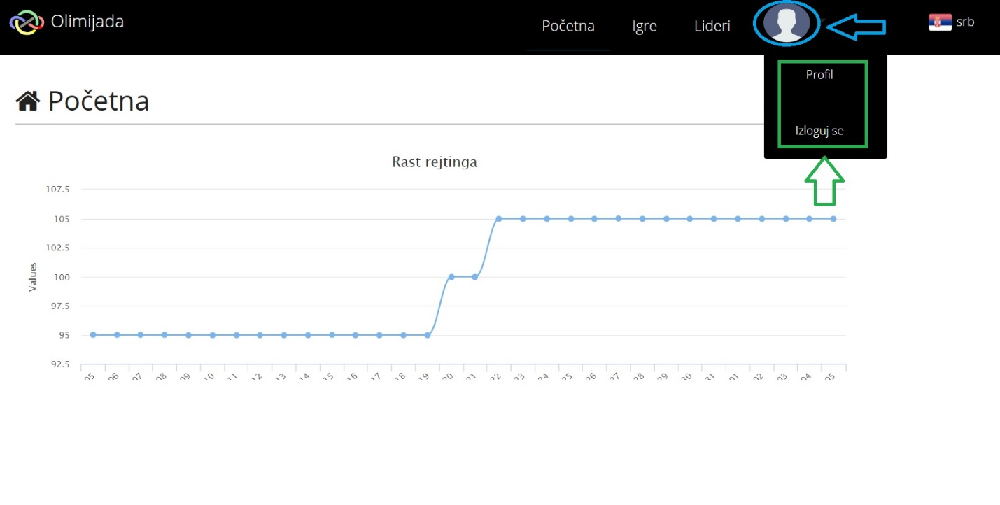 Olimijada
Početna
Igre
Lideri
srb
Profil
Izloguj se
Početna
Rast rejtinga
Values
107.5
105
102.5
100
97.5
95
92.5
05 06 07 08 09 10 11 12 13 14 15 16 17 18 19 20 21 22 23 24 25 26 27 28 29 30 31 01 02 03 04 05